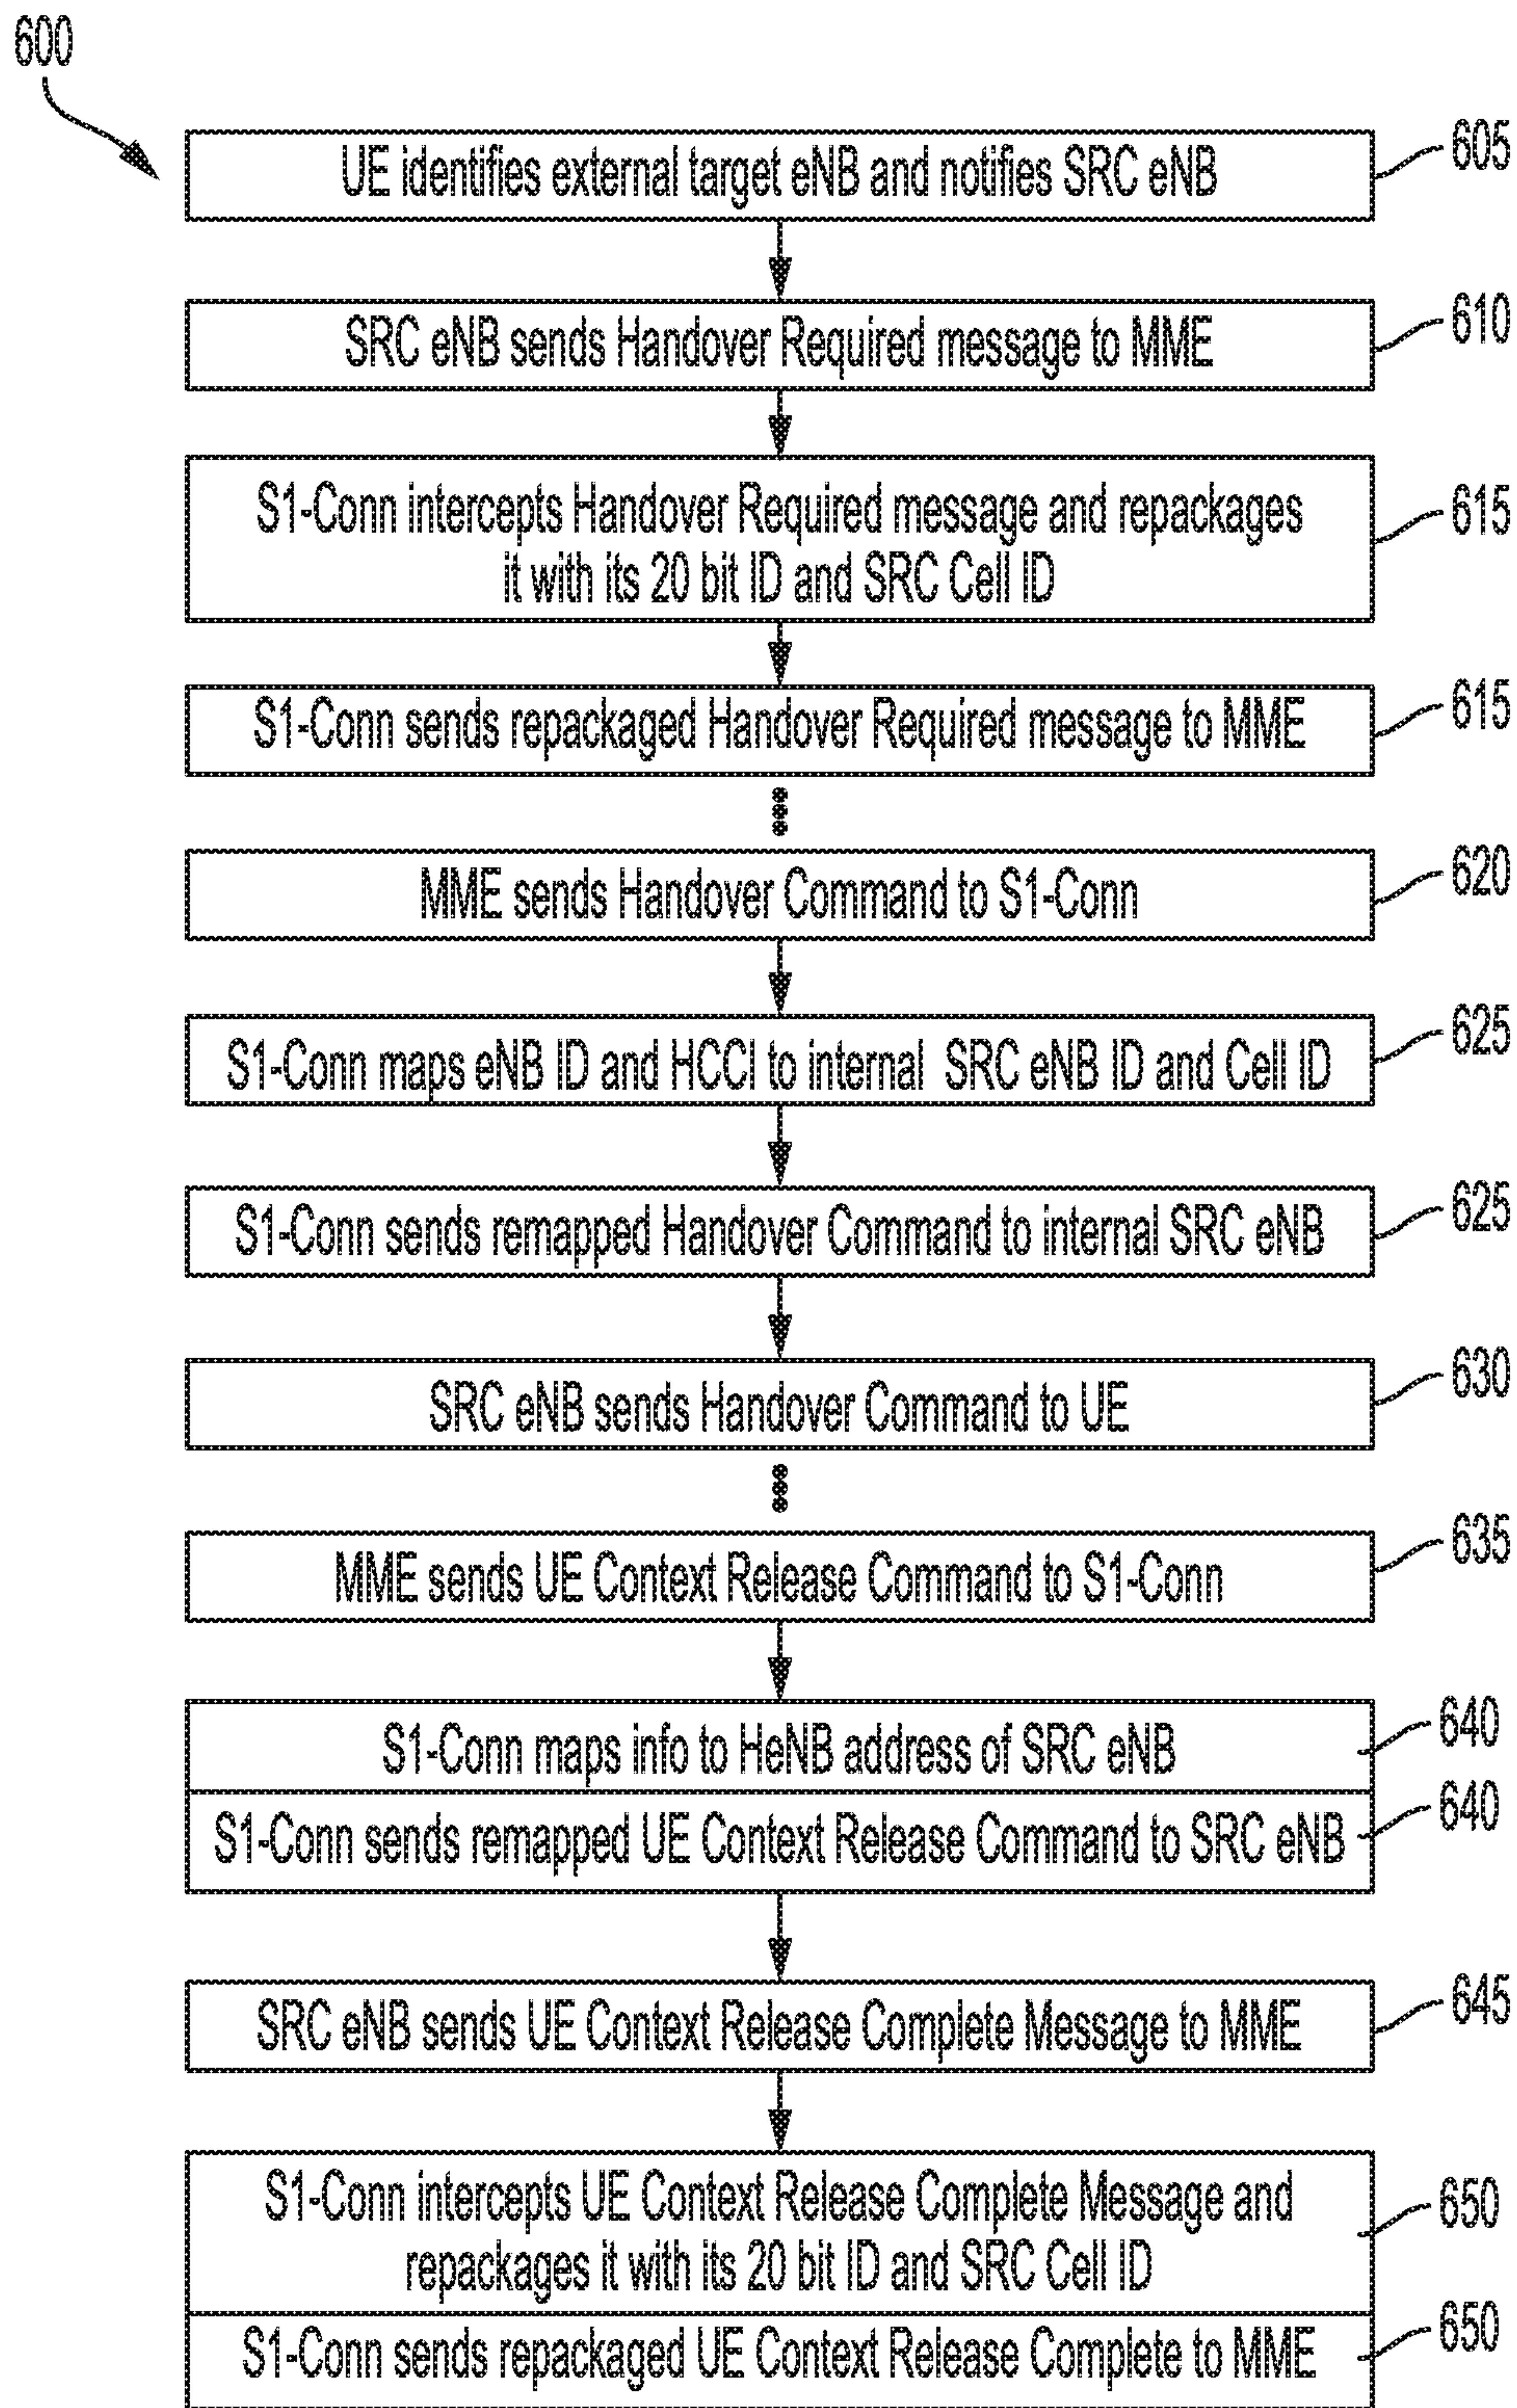 600
UE identifies external target eNB and notifies SRC eNB
605
SRC eNB sends Handover Required message to MME
610
S1-Conn intercepts Handover Required message and repackages
it with its 20 bit ID and SRC Cell ID
615
S1-Conn sends repackaged Handover Required message to MME
615
MME sends Handover Command to S1-Conn
620
S1-Conn maps eNB ID and HCCI to internal SRC eNB ID and Cell ID
625
S1-Conn sends remapped Handover Command to internal SRC eNB
625
SRC eNB sends Handover Command to UE
630
MME sends UE Context Release Command to S1-Conn
635
S1-Conn maps info to HeNB address of SRC eNB
640
S1-Conn sends remapped UE Context Release Command to SRC eNB
640
SRC eNB sends UE Context Release Complete Message to MME
645
S1-Conn intercepts UE Context Release Complete Message and
repackages it with its 20 bit ID and SRC Cell ID
650
S1-Conn sends repackaged UE Context Release Complete to MME
650